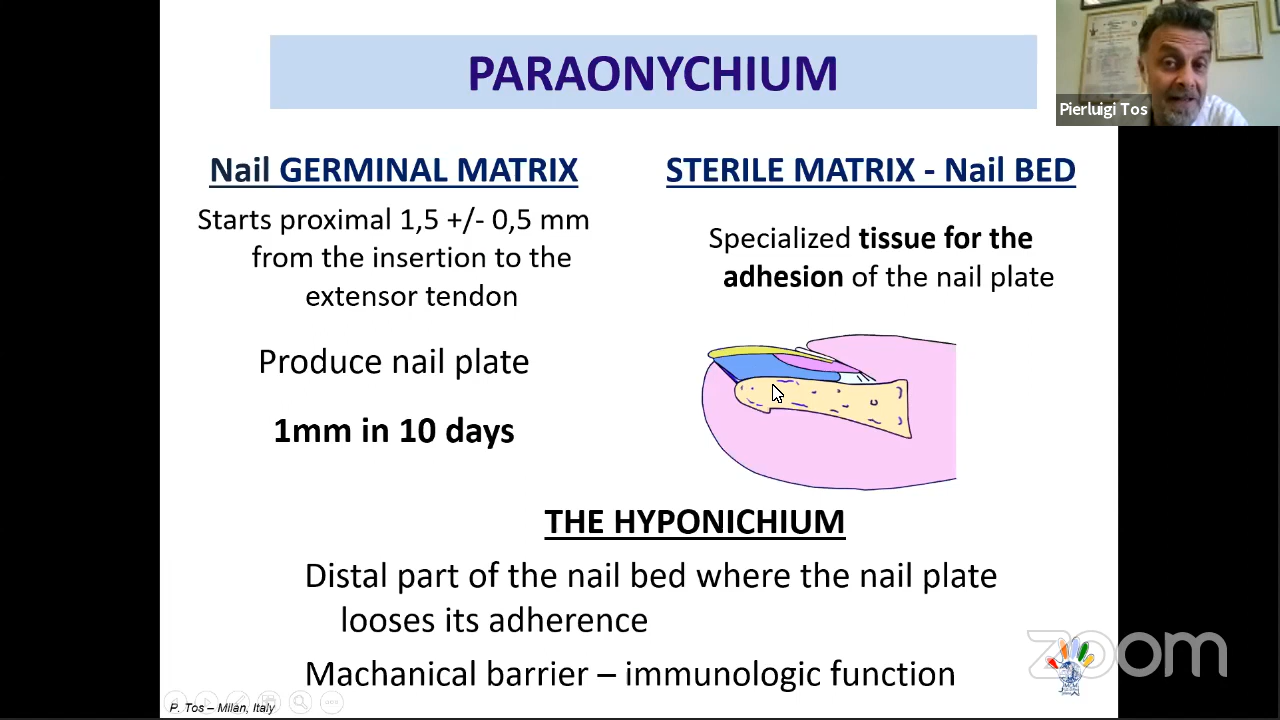 PARAONYCHIUM
Pierluigi Tos
Nail GERMINAL MATRIX
Starts proximal 1,5 +/- 0,5 mm
from the insertion to the
extensor tendon
Produce nail plate
1mm in 10 days
STERILE MATRIX - Nail BED
Specialized tissue for the
adhesion of the nail plate
THE HYPONICHIUM
Distal part of the nail bed where the nail plate
looses its adherence
Machanical barrier – immunologic function
P. Tos – Milan, Italy
zoom